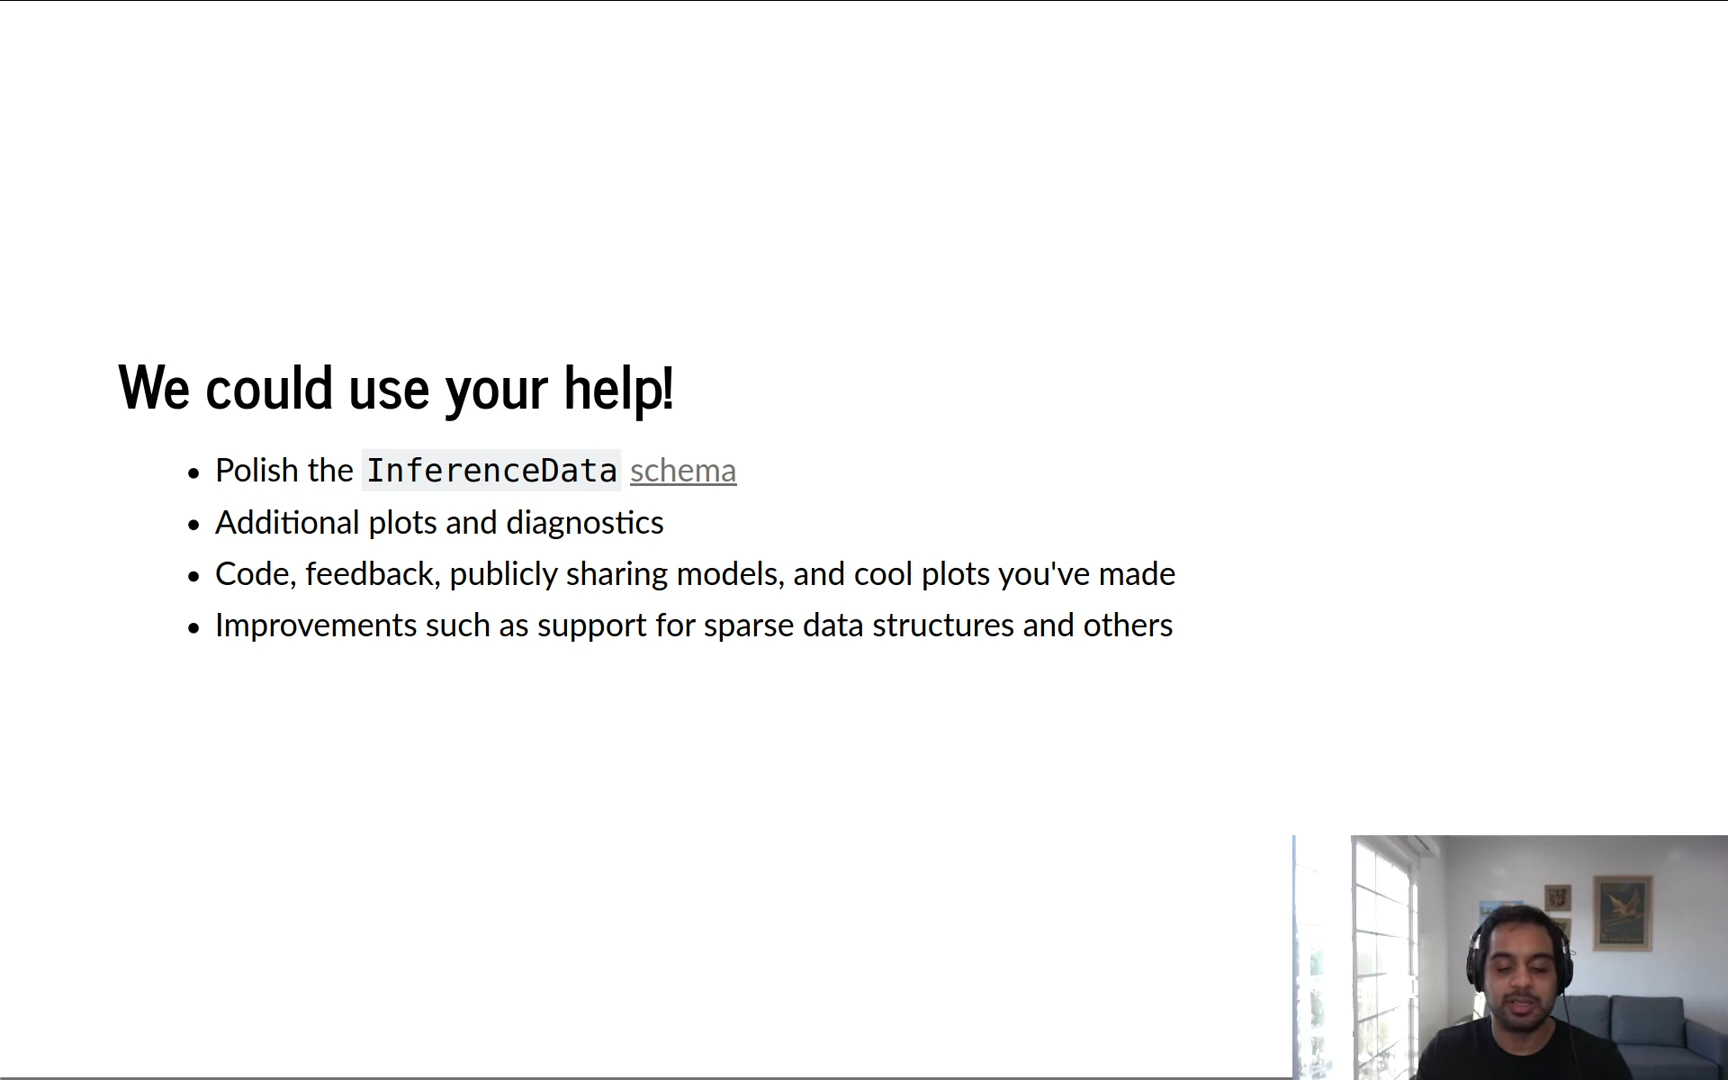 We could use your help!
Polish the InferenceData schema
Additional plots and diagnostics
Code, feedback, publicly sharing models, and cool plots you've made
Improvements such as support for sparse data structures and others